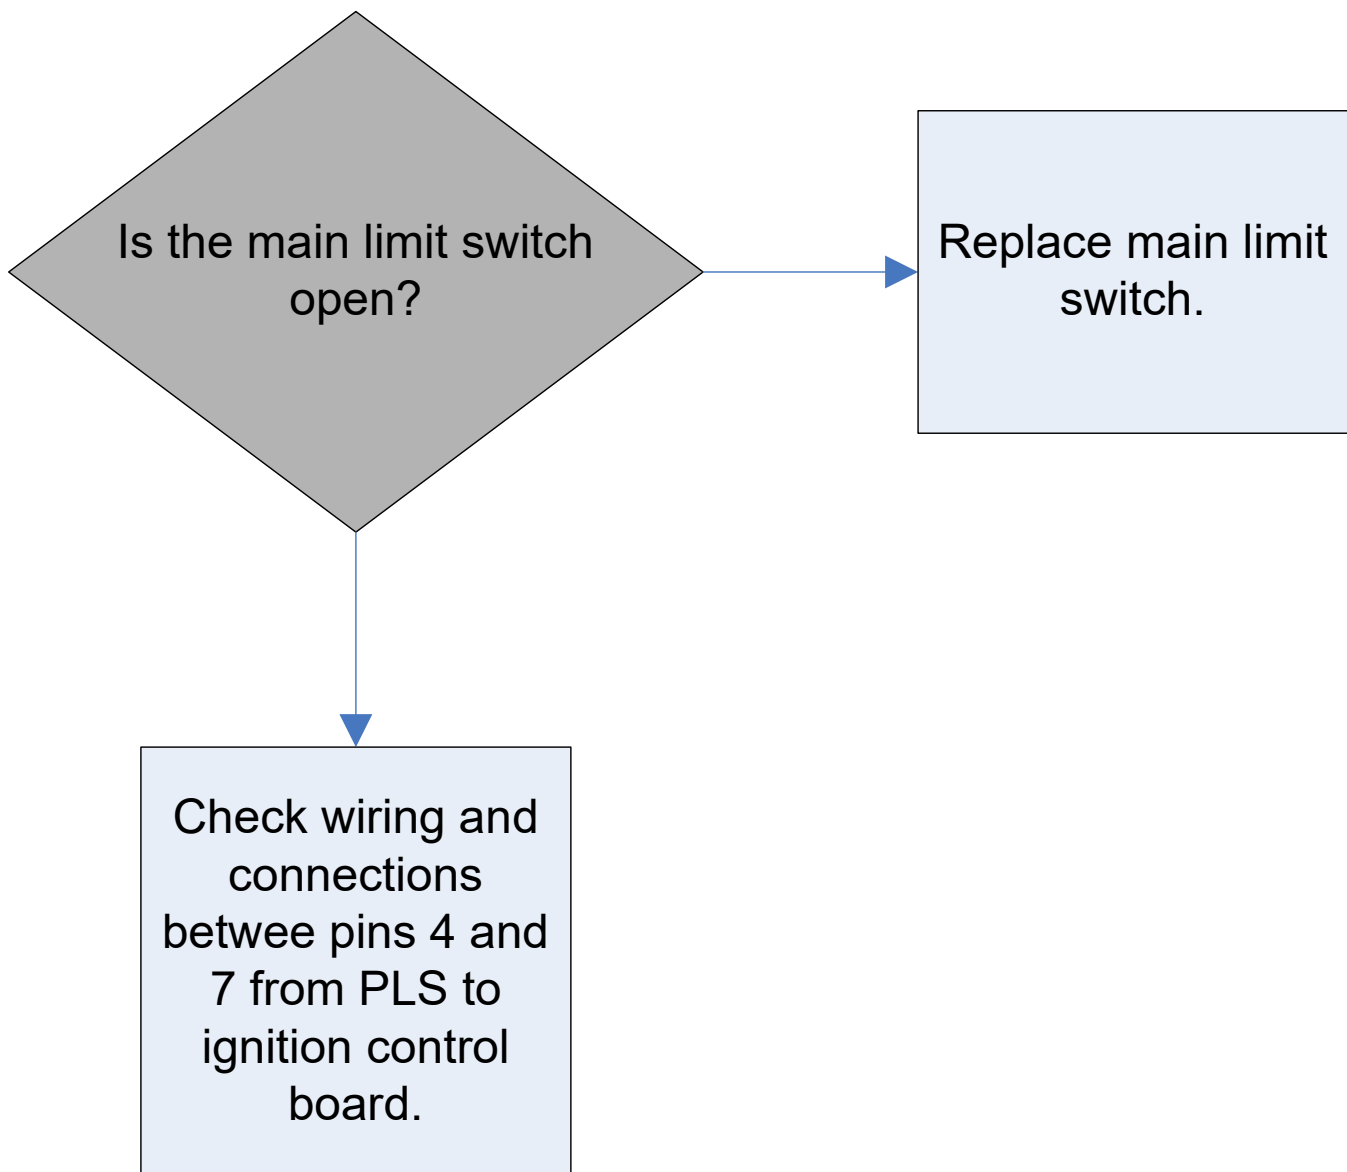 Is the main limit switch
open?
Replace main limit
switch.
Check wiring and
connections
betwee pins 4 and
7 from PLS to
ignition control
board.